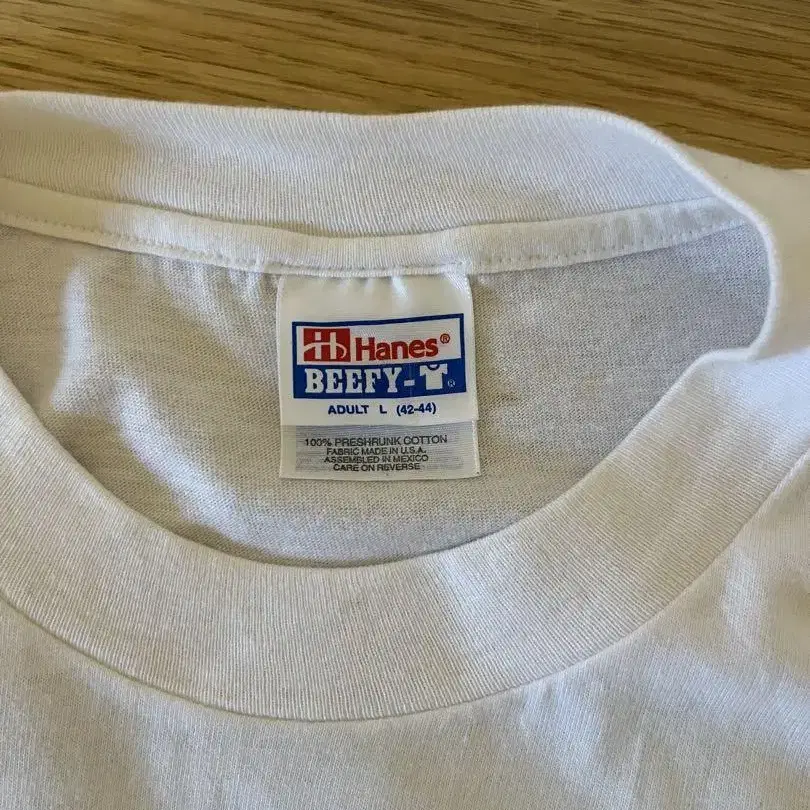 Hanes®
BEEFY-T®
ADULT L (42-44)
100% PRESHRUNK COTTON
FABRIC MADE IN U.S.A.
ASSEMBLED IN MEXICO
CARE ON REVERSE